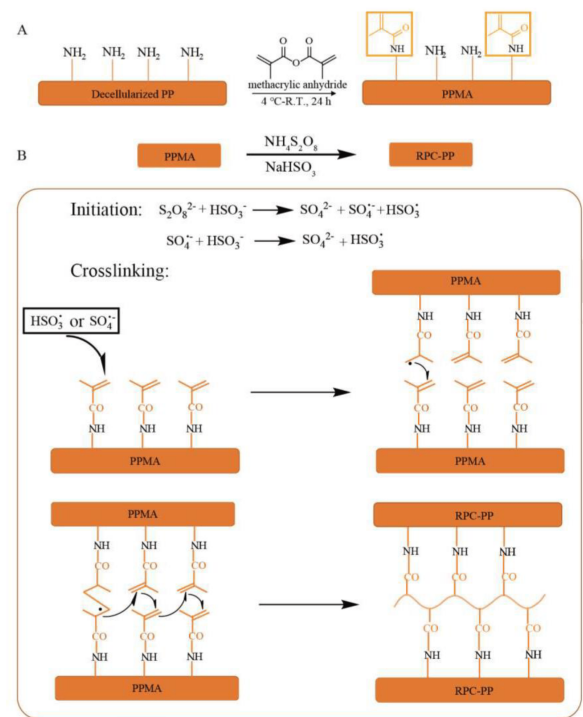 A
NH₂ NH₂ NH₂ NH₂
Decellularized PP
O O
O
methacrylic anhydride
4 °C-R.T., 24 h
O O
NH NH₂ NH₂ NH
PPMA
B
PPMA
NH₄S₂O₈
NaHSO₃
RPC-PP
Initiation: S₂O₈²⁻ + HSO₃⁻ → SO₄²⁻ + SO₄•⁻ + HSO₃•
SO₄•⁻ + HSO₃⁻ → SO₄²⁻ + HSO₃•
Crosslinking:
HSO₃• or SO₄•⁻
CO CO CO
NH NH NH
PPMA
PPMA
NH NH NH
CO CO CO
CO CO CO
NH NH NH
PPMA
PPMA
NH NH NH
CO CO CO
CO CO CO
NH NH NH
PPMA
RPC-PP
NH NH NH
CO CO CO
CO CO CO
NH NH NH
RPC-PP